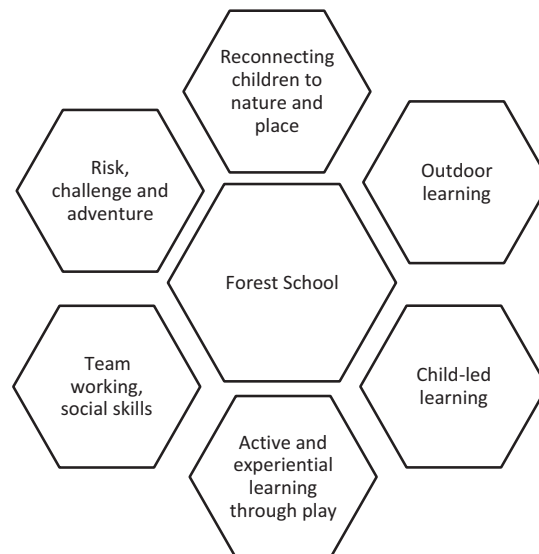 Reconnecting
children to
nature and
place
Risk,
challenge and
adventure
Outdoor
learning
Forest School
Team
working,
social skills
Child-led
learning
Active and
experiential
learning
through play